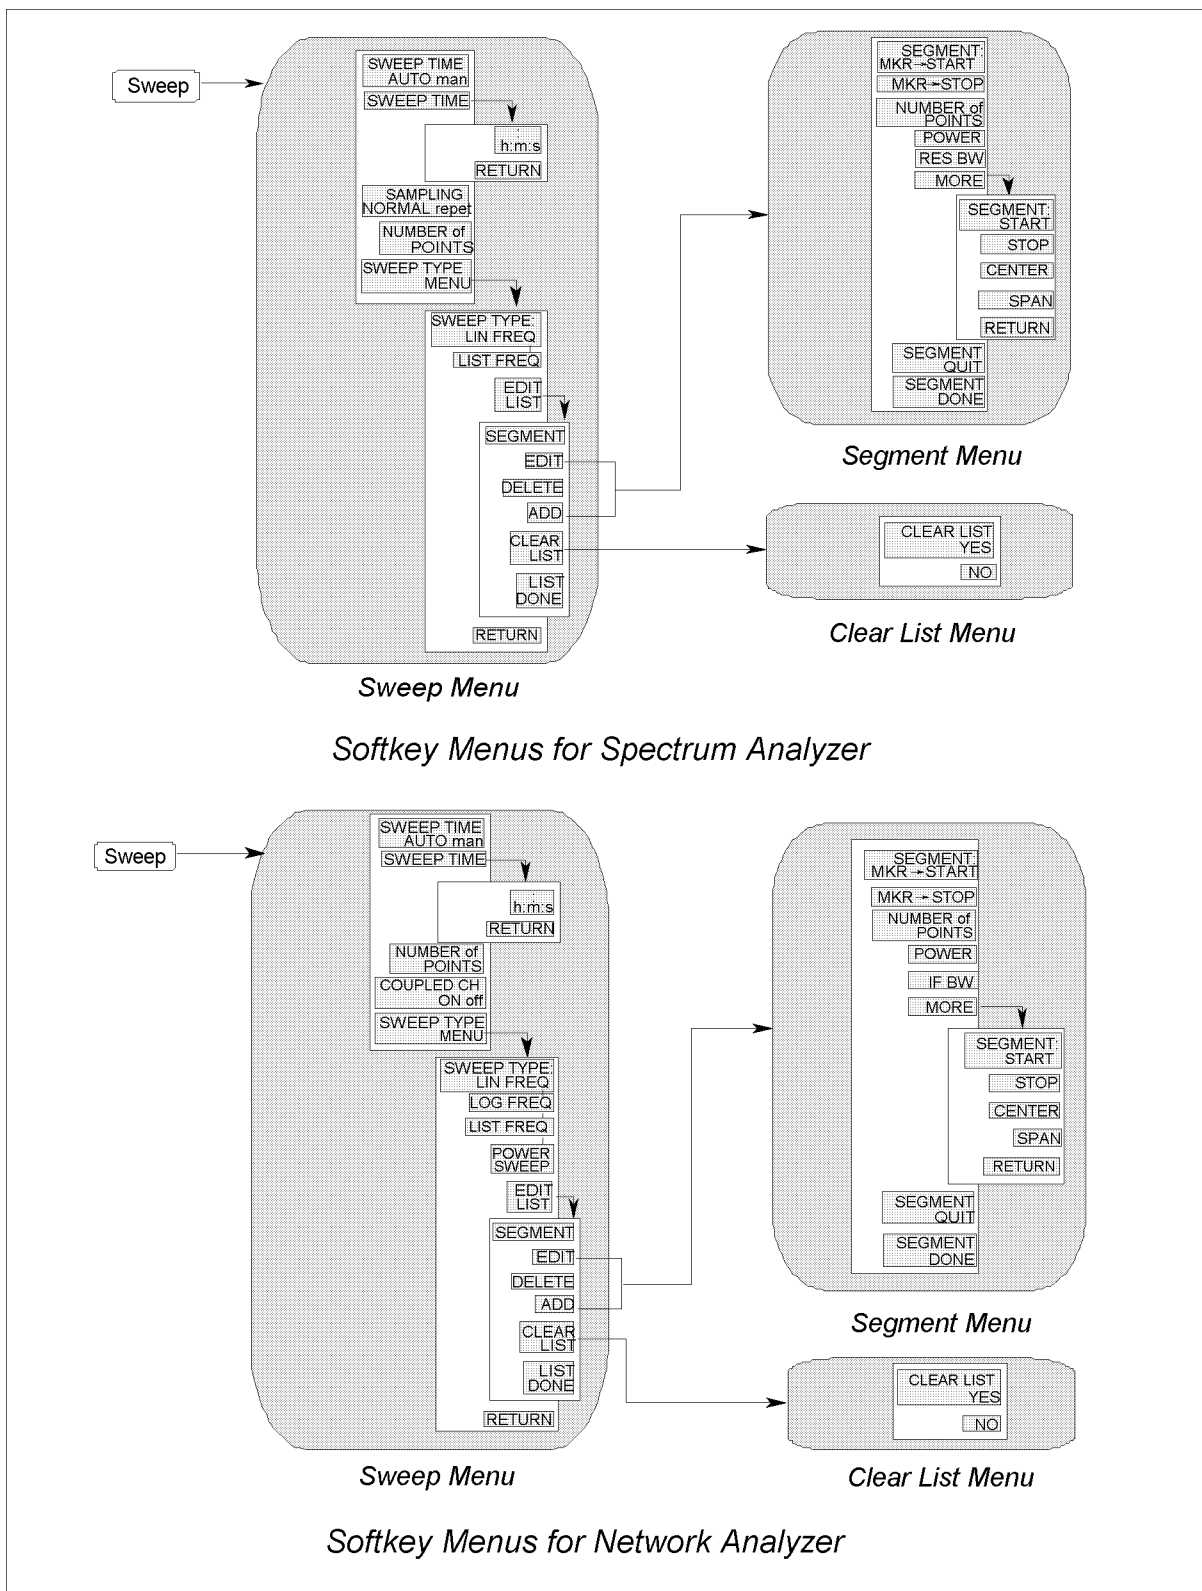 Sweep
SWEEP TIME
AUTO man
SWEEP TIME
:
h:m:s
RETURN
SAMPLING
NORMAL repet
NUMBER of
POINTS
SWEEP TYPE
MENU
SWEEP TYPE:
LIN FREQ
LIST FREQ
EDIT
LIST
SEGMENT
EDIT
DELETE
ADD
CLEAR
LIST
LIST
DONE
RETURN
Sweep Menu
SEGMENT:
MKR→START
MKR→STOP
NUMBER of
POINTS
POWER
RES BW
MORE
SEGMENT:
START
STOP
CENTER
SPAN
RETURN
SEGMENT
QUIT
SEGMENT
DONE
Segment Menu
CLEAR LIST
YES
NO
Clear List Menu
Softkey Menus for Spectrum Analyzer
Sweep
SWEEP TIME
AUTO man
SWEEP TIME
:
h:m:s
RETURN
NUMBER of
POINTS
COUPLED CH
ON off
SWEEP TYPE
MENU
SWEEP TYPE:
LIN FREQ
LOG FREQ
LIST FREQ
POWER
SWEEP
EDIT
LIST
SEGMENT
EDIT
DELETE
ADD
CLEAR
LIST
LIST
DONE
RETURN
Sweep Menu
SEGMENT:
MKR→START
MKR→STOP
NUMBER of
POINTS
POWER
IF BW
MORE
SEGMENT:
START
STOP
CENTER
SPAN
RETURN
SEGMENT
QUIT
SEGMENT
DONE
Segment Menu
CLEAR LIST
YES
NO
Clear List Menu
Softkey Menus for Network Analyzer